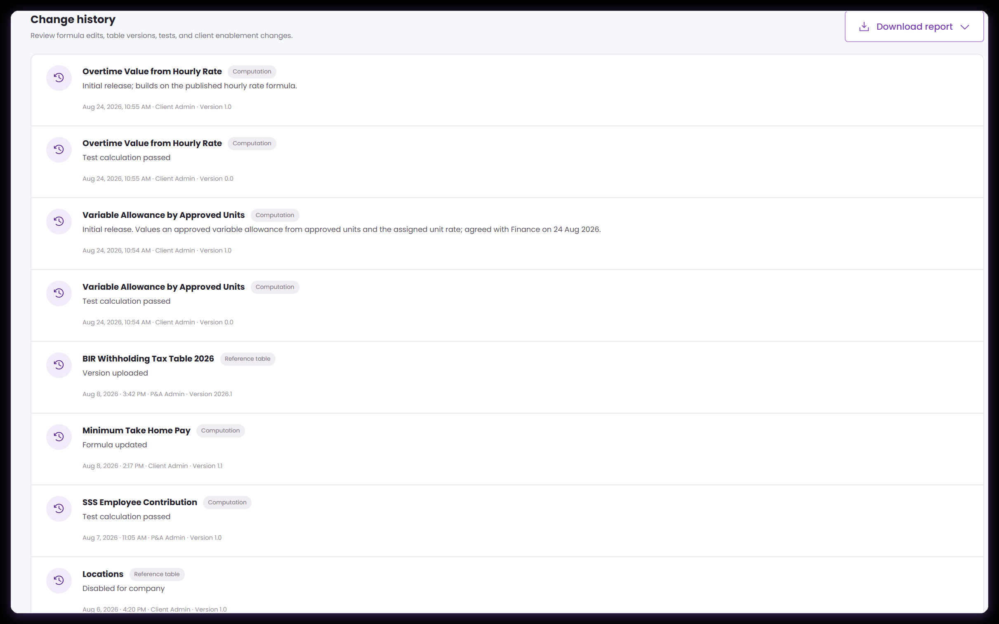 Change history
Review formula edits, table versions, tests, and client enablement changes.
Download report
Overtime Value from Hourly Rate Computation
Initial release; builds on the published hourly rate formula.
Aug 24, 2026, 10:55 AM · Client Admin · Version 1.0
Overtime Value from Hourly Rate Computation
Test calculation passed
Aug 24, 2026, 10:55 AM · Client Admin · Version 0.0
Variable Allowance by Approved Units Computation
Initial release. Values an approved variable allowance from approved units and the assigned unit rate; agreed with Finance on 24 Aug 2026.
Aug 24, 2026, 10:54 AM · Client Admin · Version 1.0
Variable Allowance by Approved Units Computation
Test calculation passed
Aug 24, 2026, 10:54 AM · Client Admin · Version 0.0
BIR Withholding Tax Table 2026 Reference table
Version uploaded
Aug 8, 2026 · 3:42 PM · P&A Admin · Version 2026.1
Minimum Take Home Pay Computation
Formula updated
Aug 8, 2026 · 2:17 PM · Client Admin · Version 1.1
SSS Employee Contribution Computation
Test calculation passed
Aug 7, 2026 · 11:05 AM · P&A Admin · Version 1.0
Locations Reference table
Disabled for company
Aug 6, 2026 · 4:20 PM · Client Admin · Version 1.0